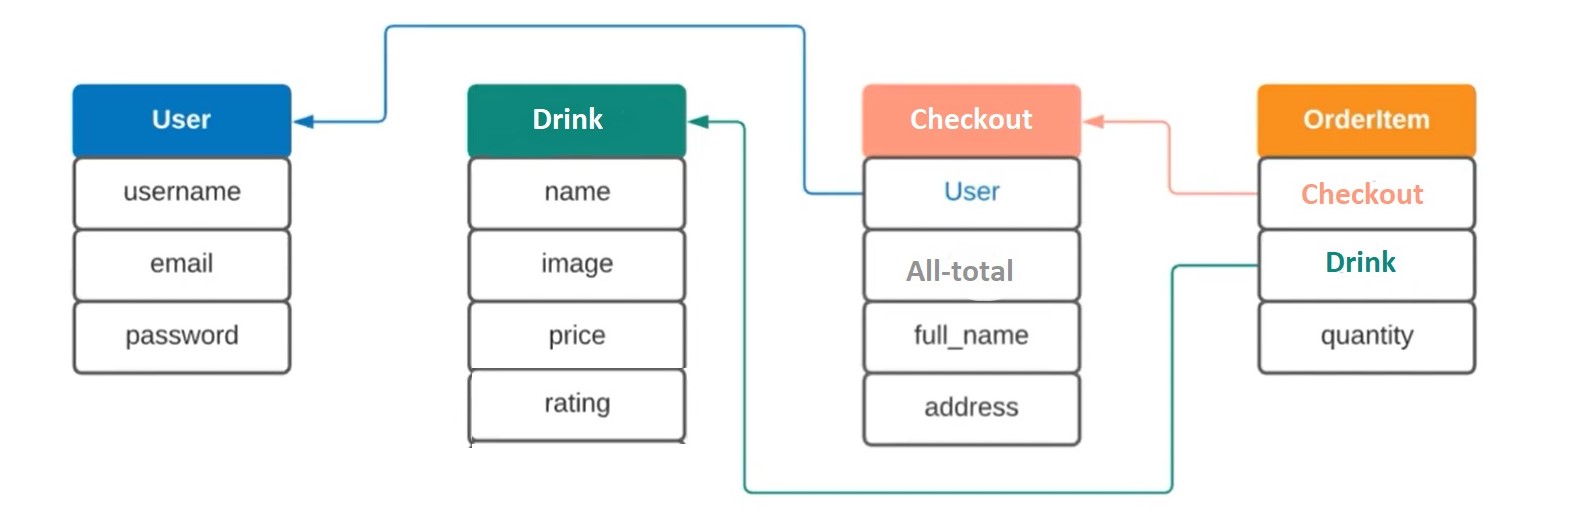 User
username
email
password
Drink
name
image
price
rating
Checkout
User
All-total
full_name
address
OrderItem
Checkout
Drink
quantity